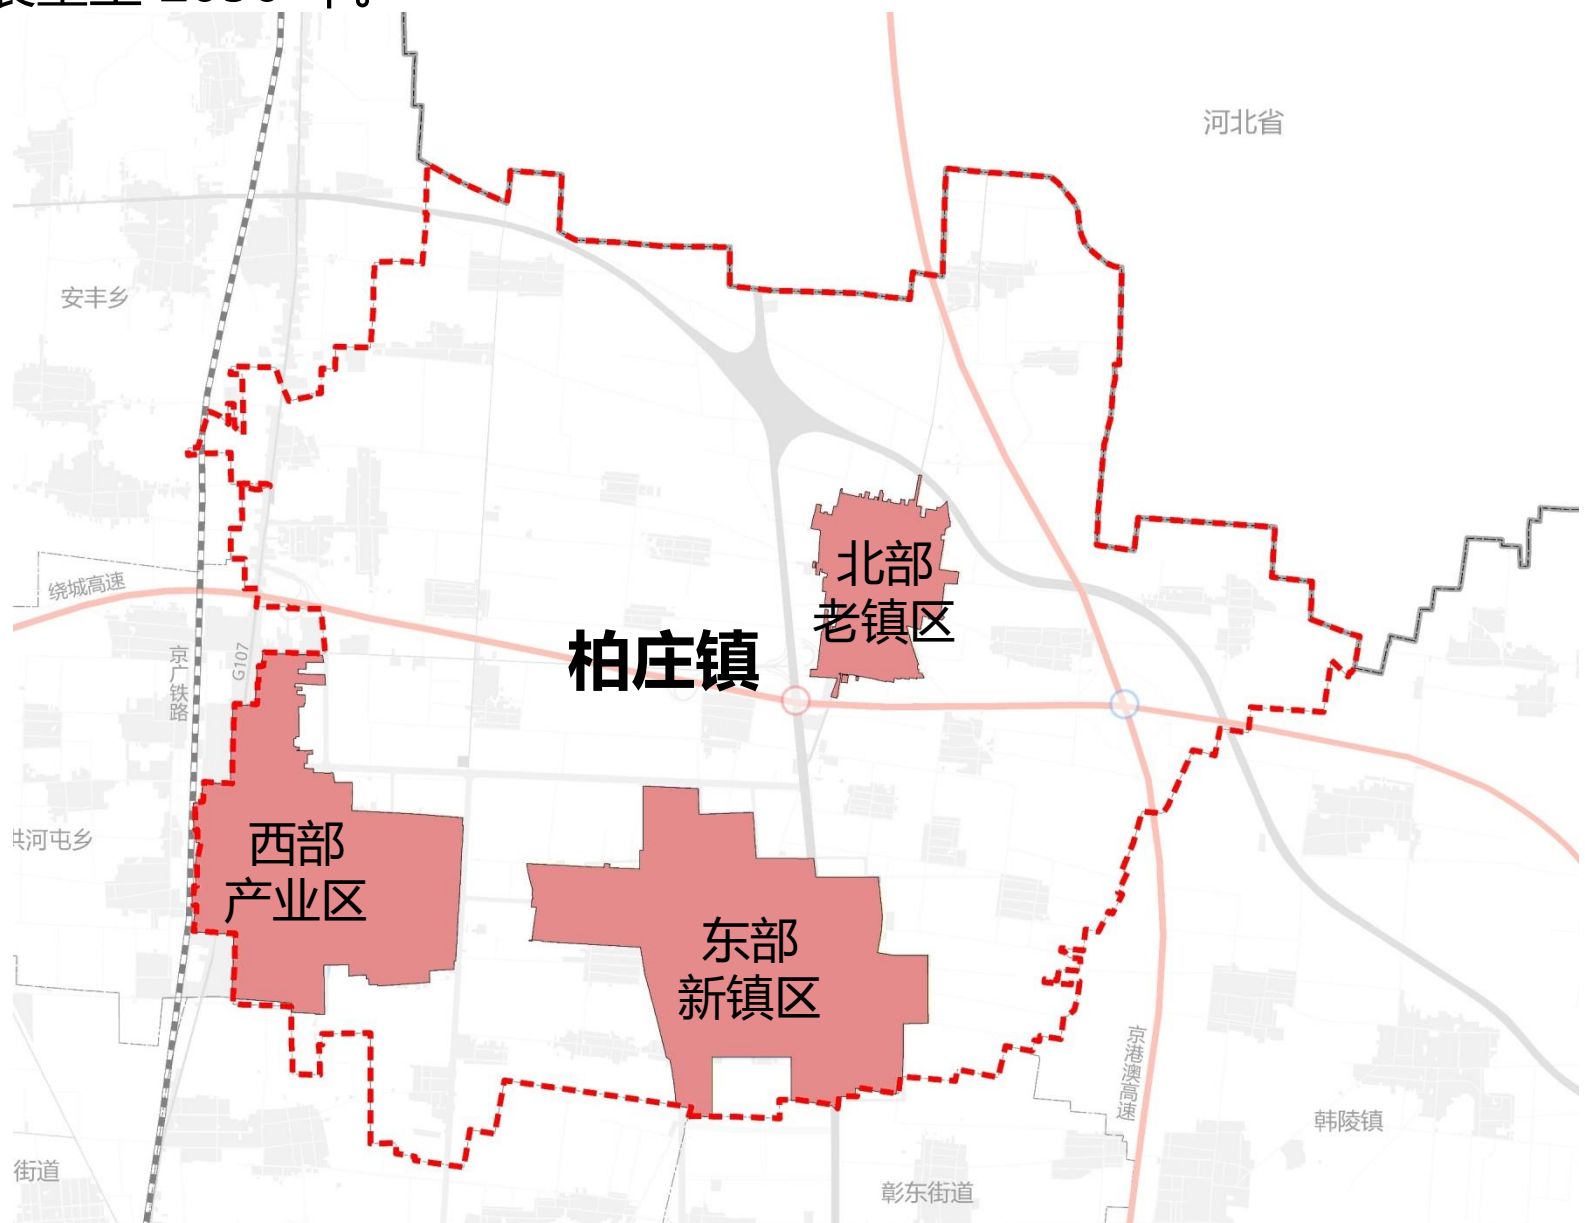 河北省
安丰乡
北部
老镇区
绕城高速
柏庄镇
G107
京广铁路
洪河屯乡
西部
产业区
东部
新镇区
京港澳高速
韩陵镇
街道
彰东街道